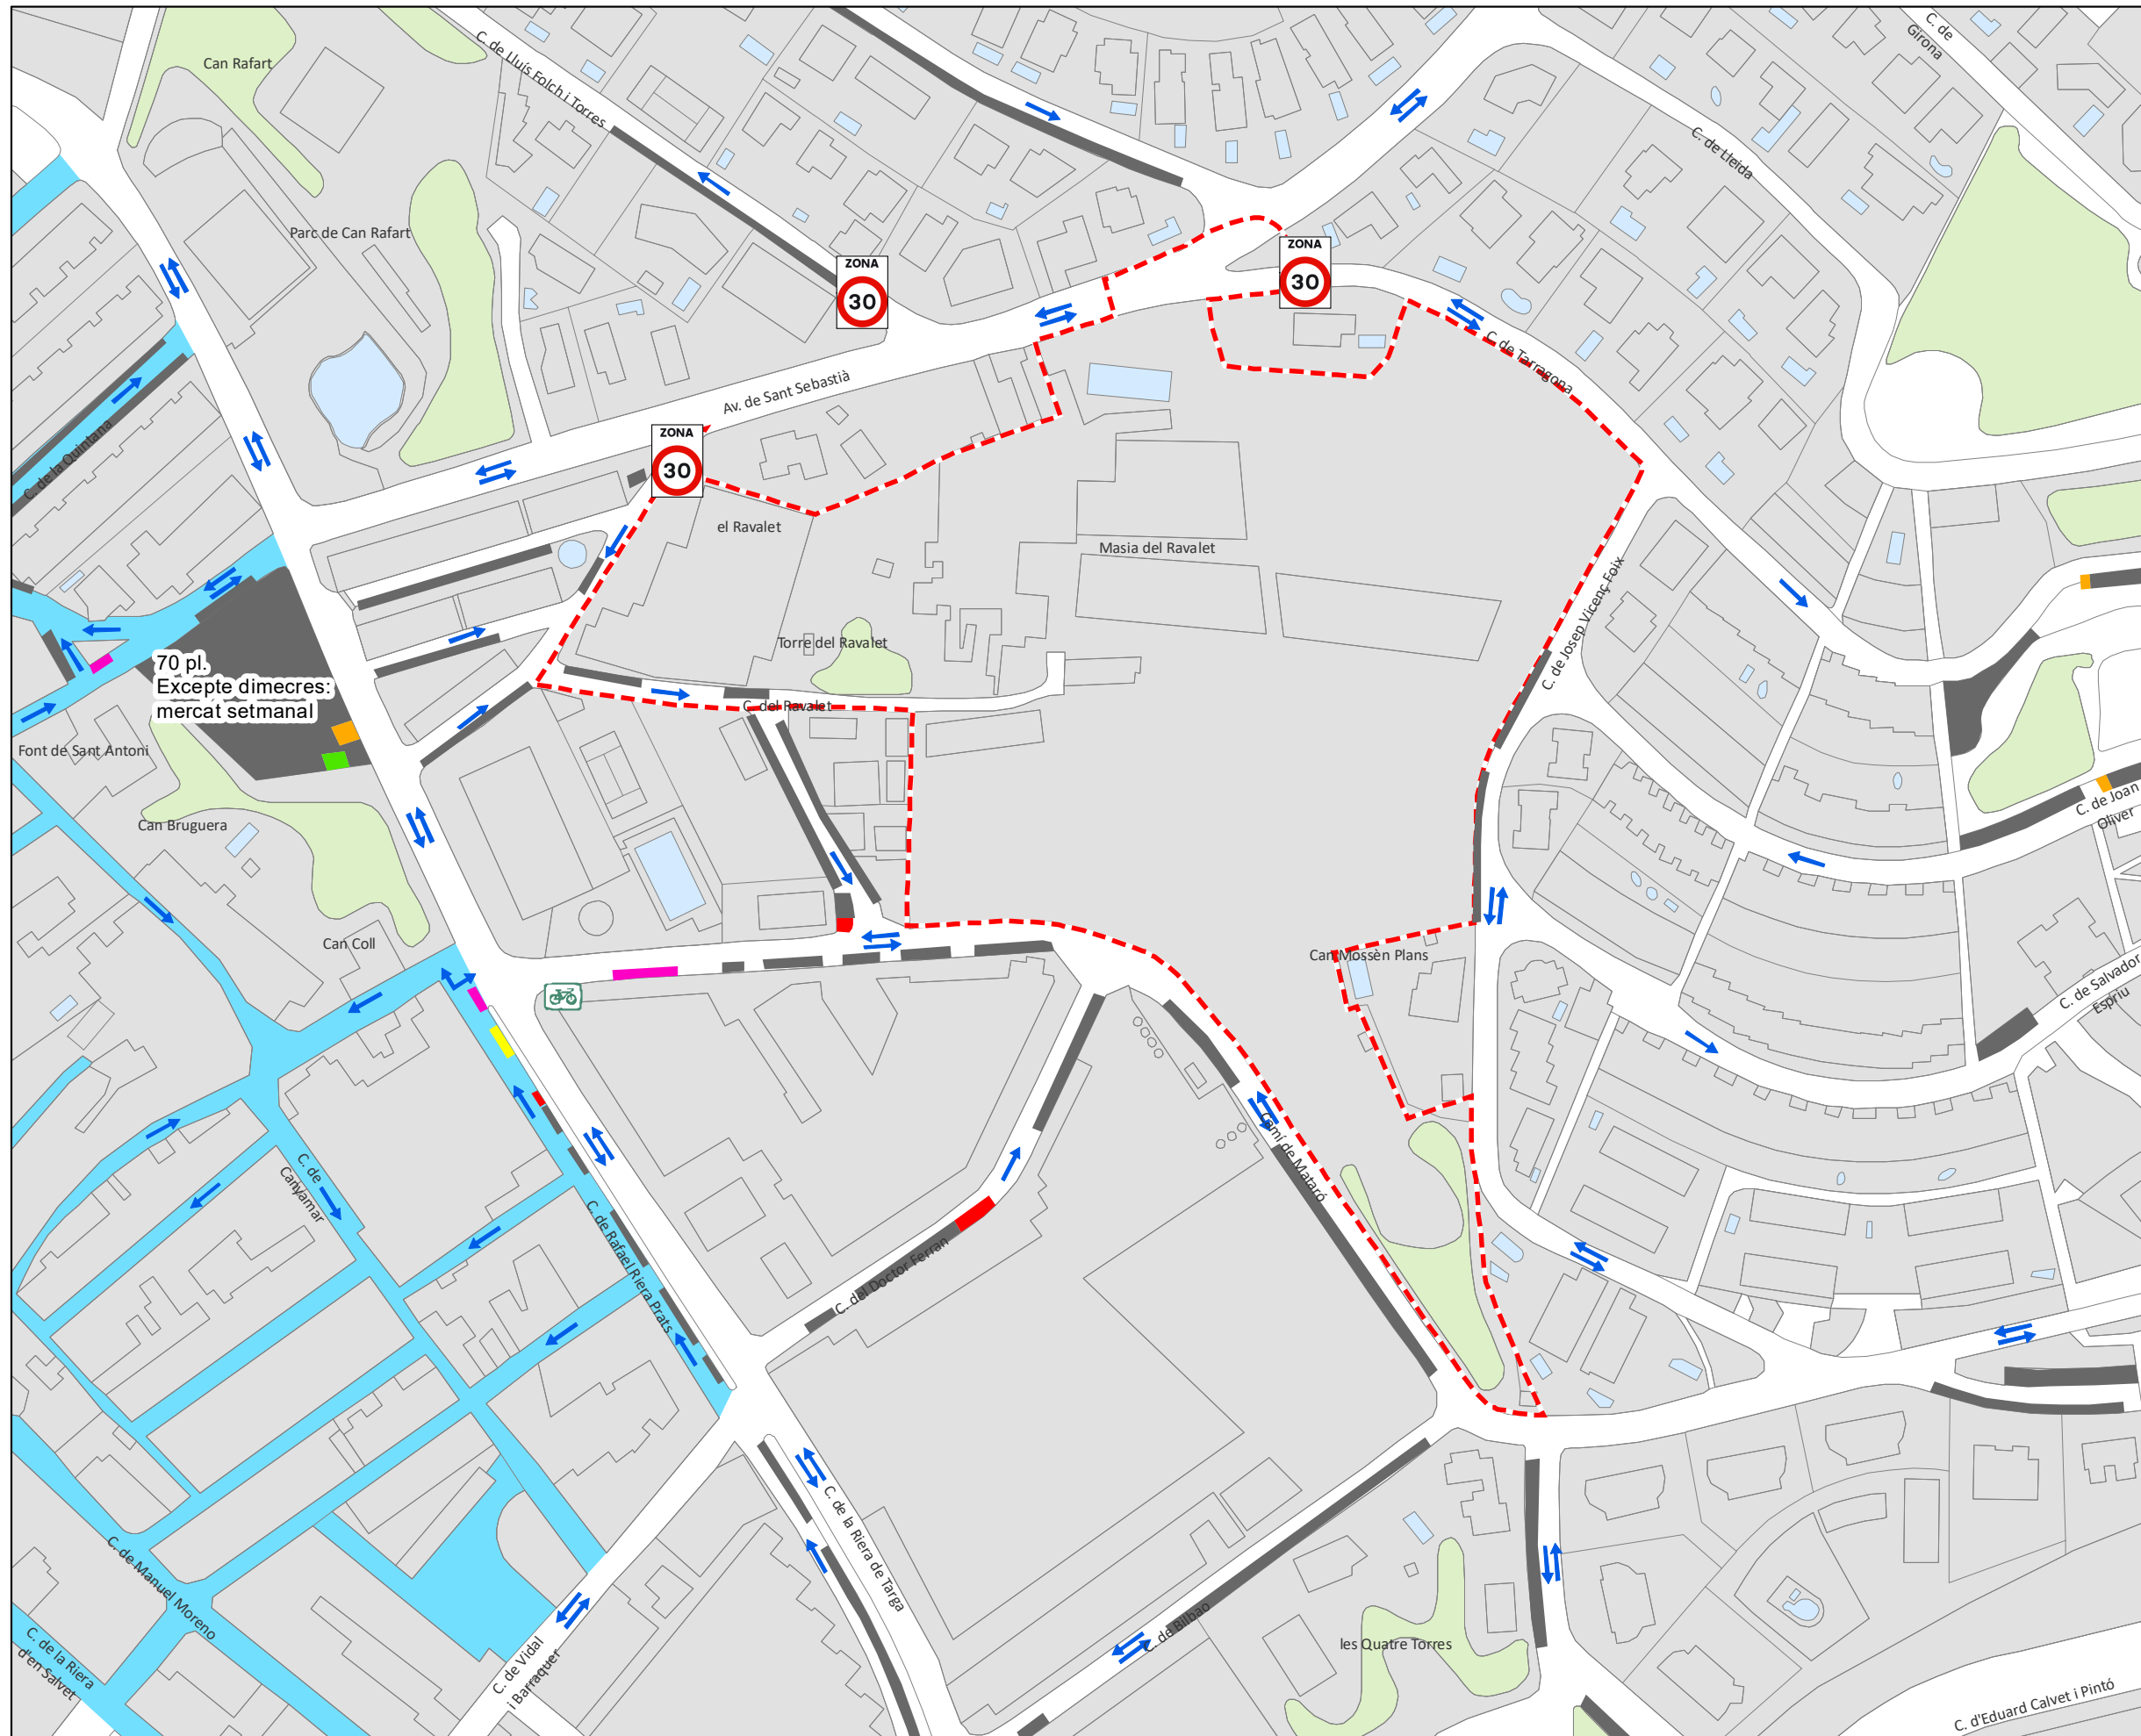 C. de
Girona
C. de Lluís Folch i Torres
Can Rafart
C. de Lleida
Parc de Can Rafart
ZONA
30
ZONA
30
C. de Tarragona
Av. de Sant Sebastià
ZONA
30
C. de la Quintana
el Ravalet
Masia del Ravalet
C. de Josep Vicenç Foix
Torre del Ravalet
70 pl.
Excepte dimecres:
mercat setmanal
C. del Ravalet
Font de Sant Antoni
C. de Joan
Oliver
Can Bruguera
Can Coll
Can Mossèn Plans
C. de Salvador
Espriu
Camí de Mataró
C. de
Canyamar
C. de Rafael Riera Prats
C. del Doctor Ferran
C. de la Riera de Targa
C. de Manuel Moreno
C. de la Riera
d'en Salvet
C. de Vidal
i Barraquer
C. de Bilbao
les Quatre Torres
C. d'Eduard Calvet i Pintó